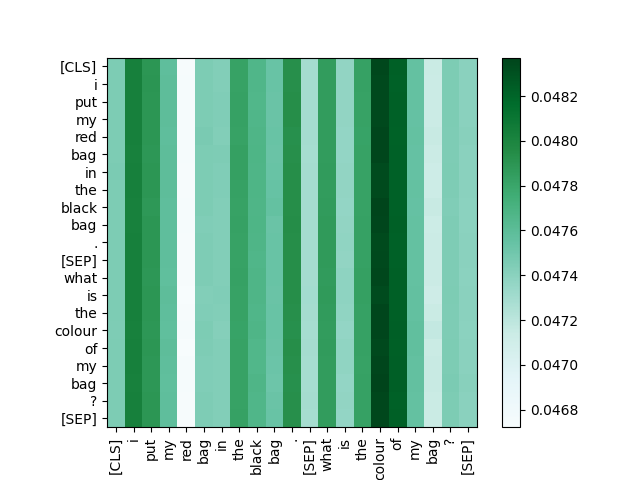 [CLS]
i
put
my
red
bag
in
the
black
bag
.
[SEP]
what
is
the
colour
of
my
bag
?
[SEP]
[CLS] i put my red bag in the black bag . [SEP] what is the colour of my bag ? [SEP]
0.0482
0.0480
0.0478
0.0476
0.0474
0.0472
0.0470
0.0468